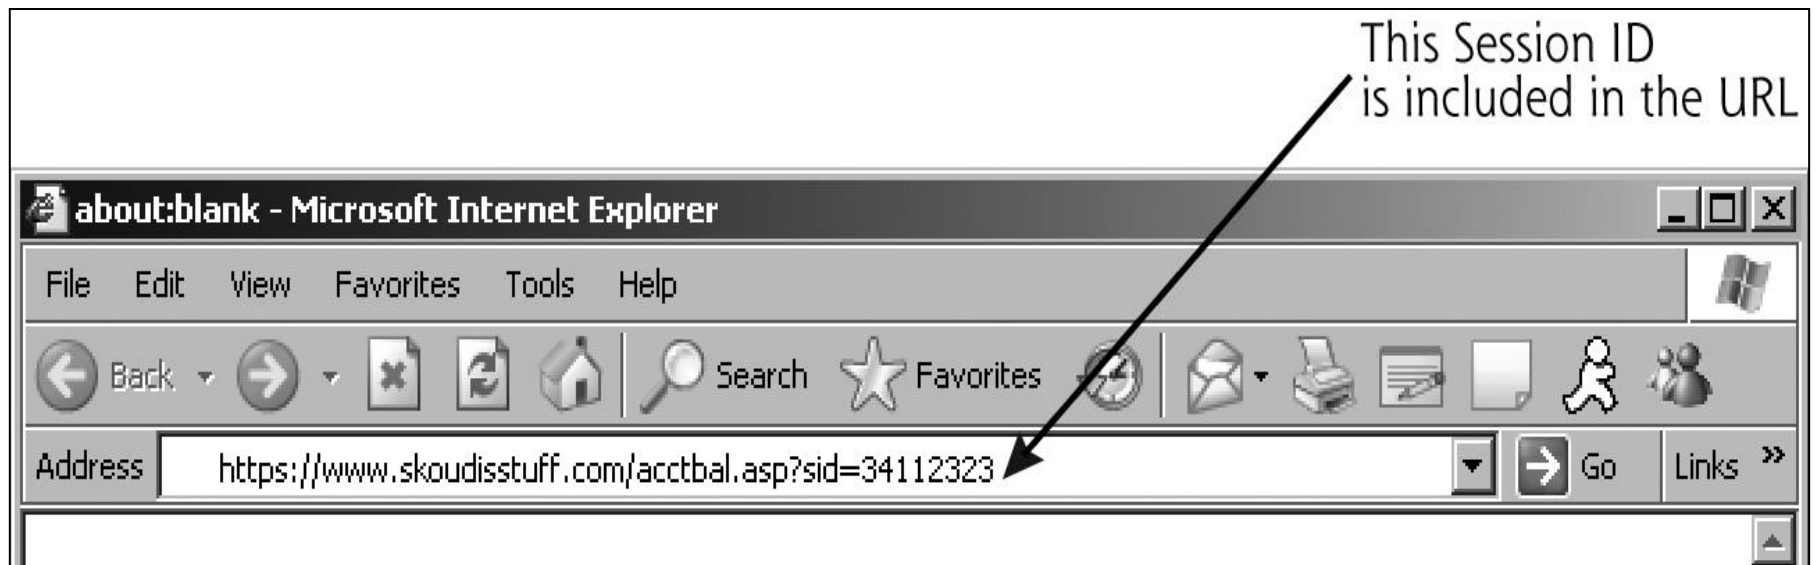 This Session ID
is included in the URL
about:blank - Microsoft Internet Explorer
File Edit View Favorites Tools Help
Back Search Favorites
Address https://www.skoudisstuff.com/acctbal.asp?sid=34112323 Go Links »